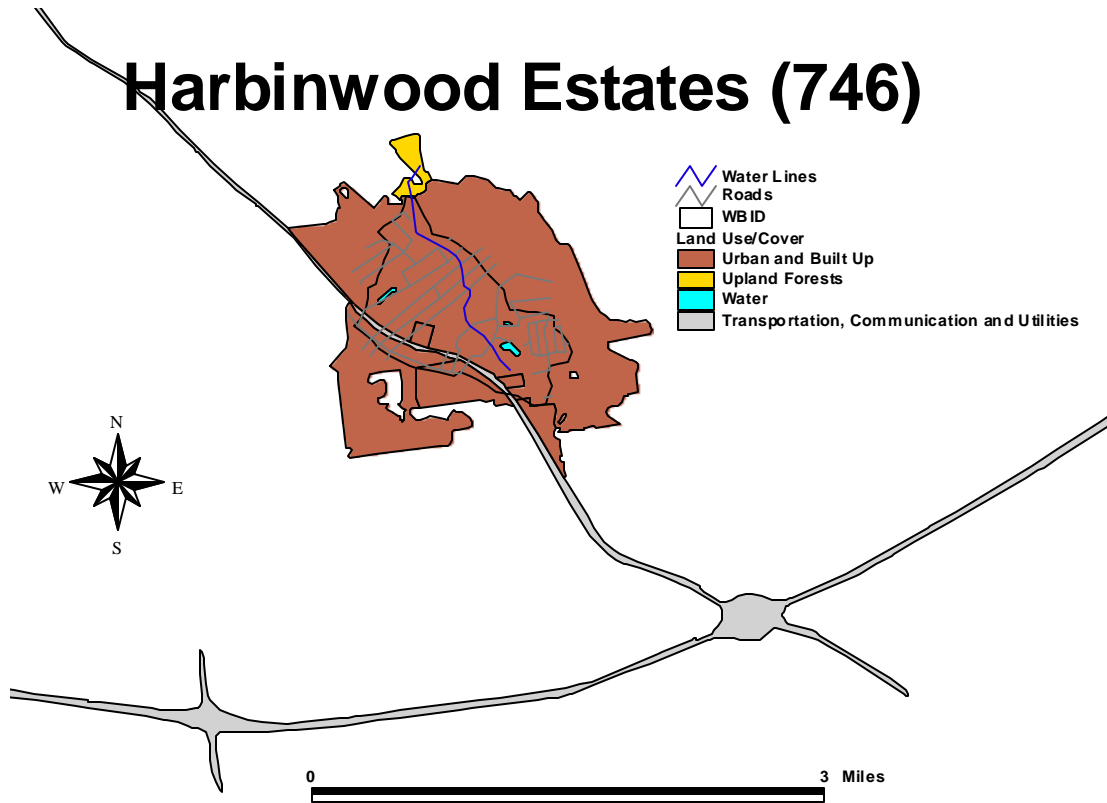 Harbinwood Estates (746)
Water Lines
Roads
WBID
Land Use/Cover
Urban and Built Up
Upland Forests
Water
Transportation, Communication and Utilities
N
W E
S
0 3 Miles